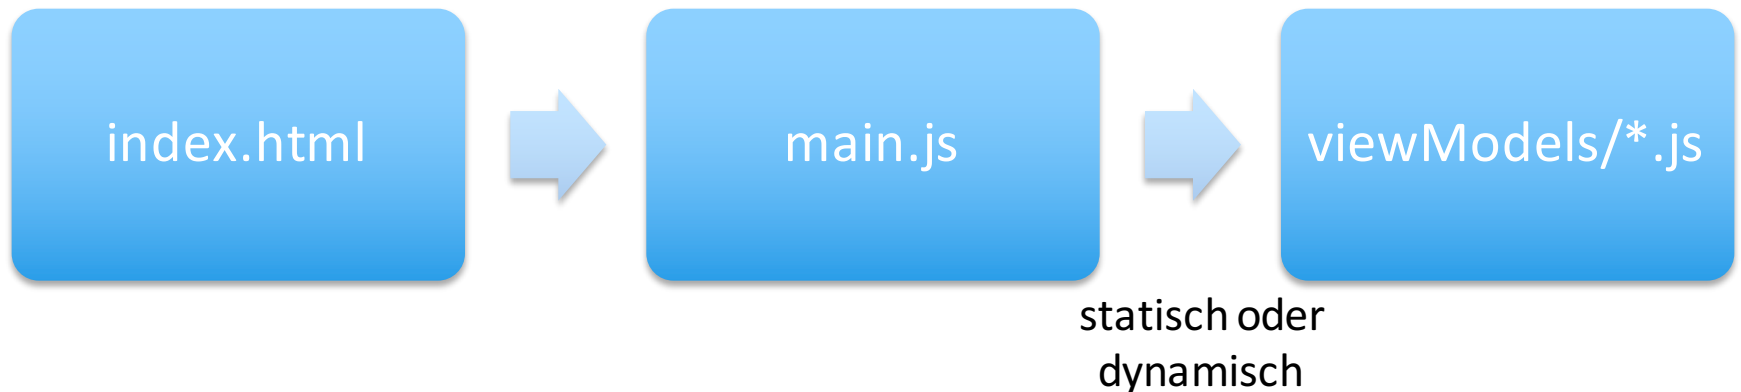 index.html
main.js
viewModels/*.js
statisch oder
dynamisch